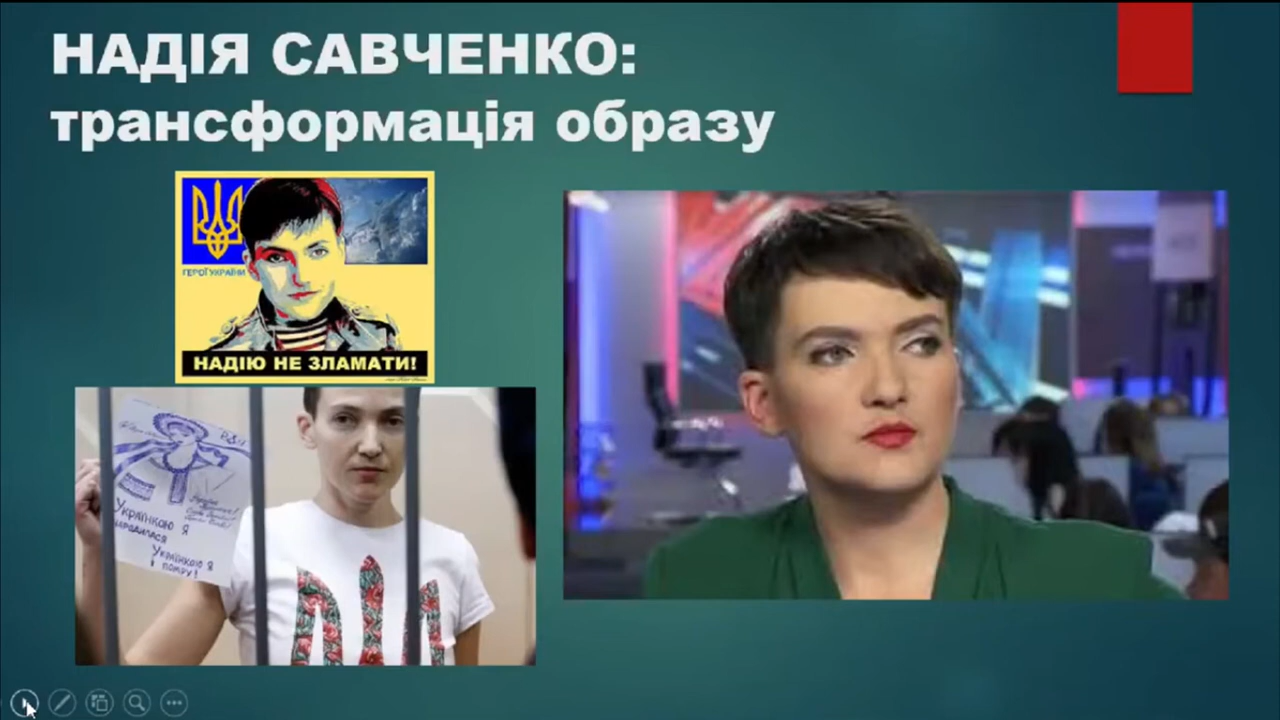 НАДІЯ САВЧЕНКО:
трансформація образу
ГЕРОЇ УКРАЇНИ
НАДІЮ НЕ ЗЛАМАТИ!
Українкою я
народилася
Українкою я
і помру!